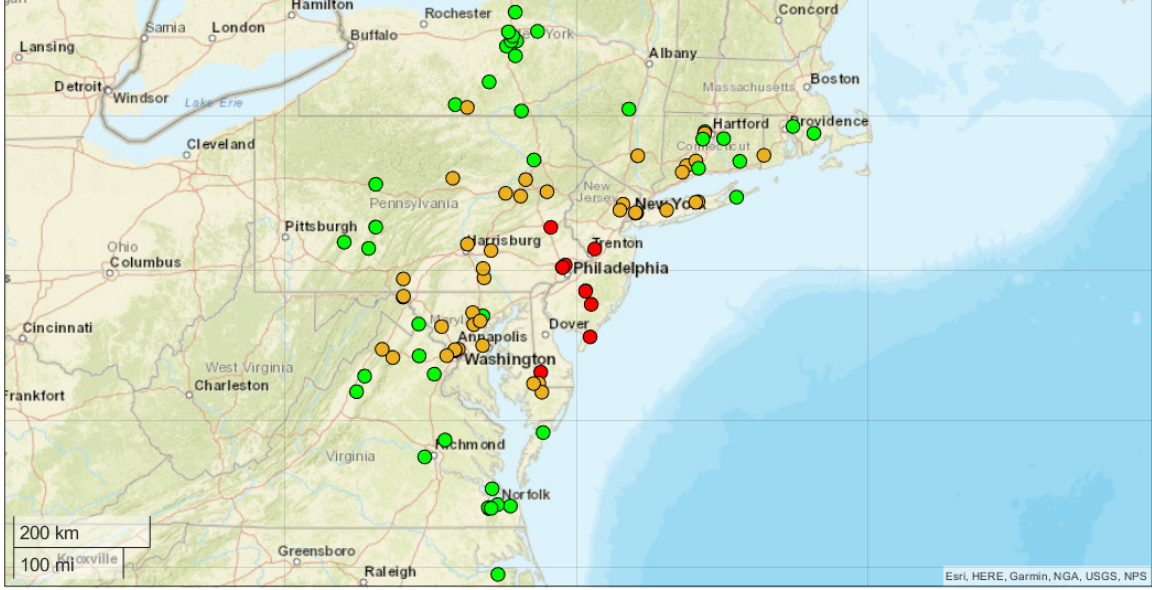 Hamilton
Rochester
Concord
Sarnia
London
Lansing
Buffalo
York
Albany
Boston
Detroit
Massachusetts
Windsor
Lake Erie
Hartford
Providence
Connecticut
Cleveland
New
Jersey
New York
Pennsylvania
Pittsburgh
Harrisburg
Trenton
Ohio
Columbus
Philadelphia
Cincinnati
Dover
Annapolis
Washington
West Virginia
Charleston
Frankfort
Richmond
Virginia
Norfolk
200 km
100 mi
Knoxville
Greensboro
Raleigh
Esri, HERE, Garmin, NGA, USGS, NPS